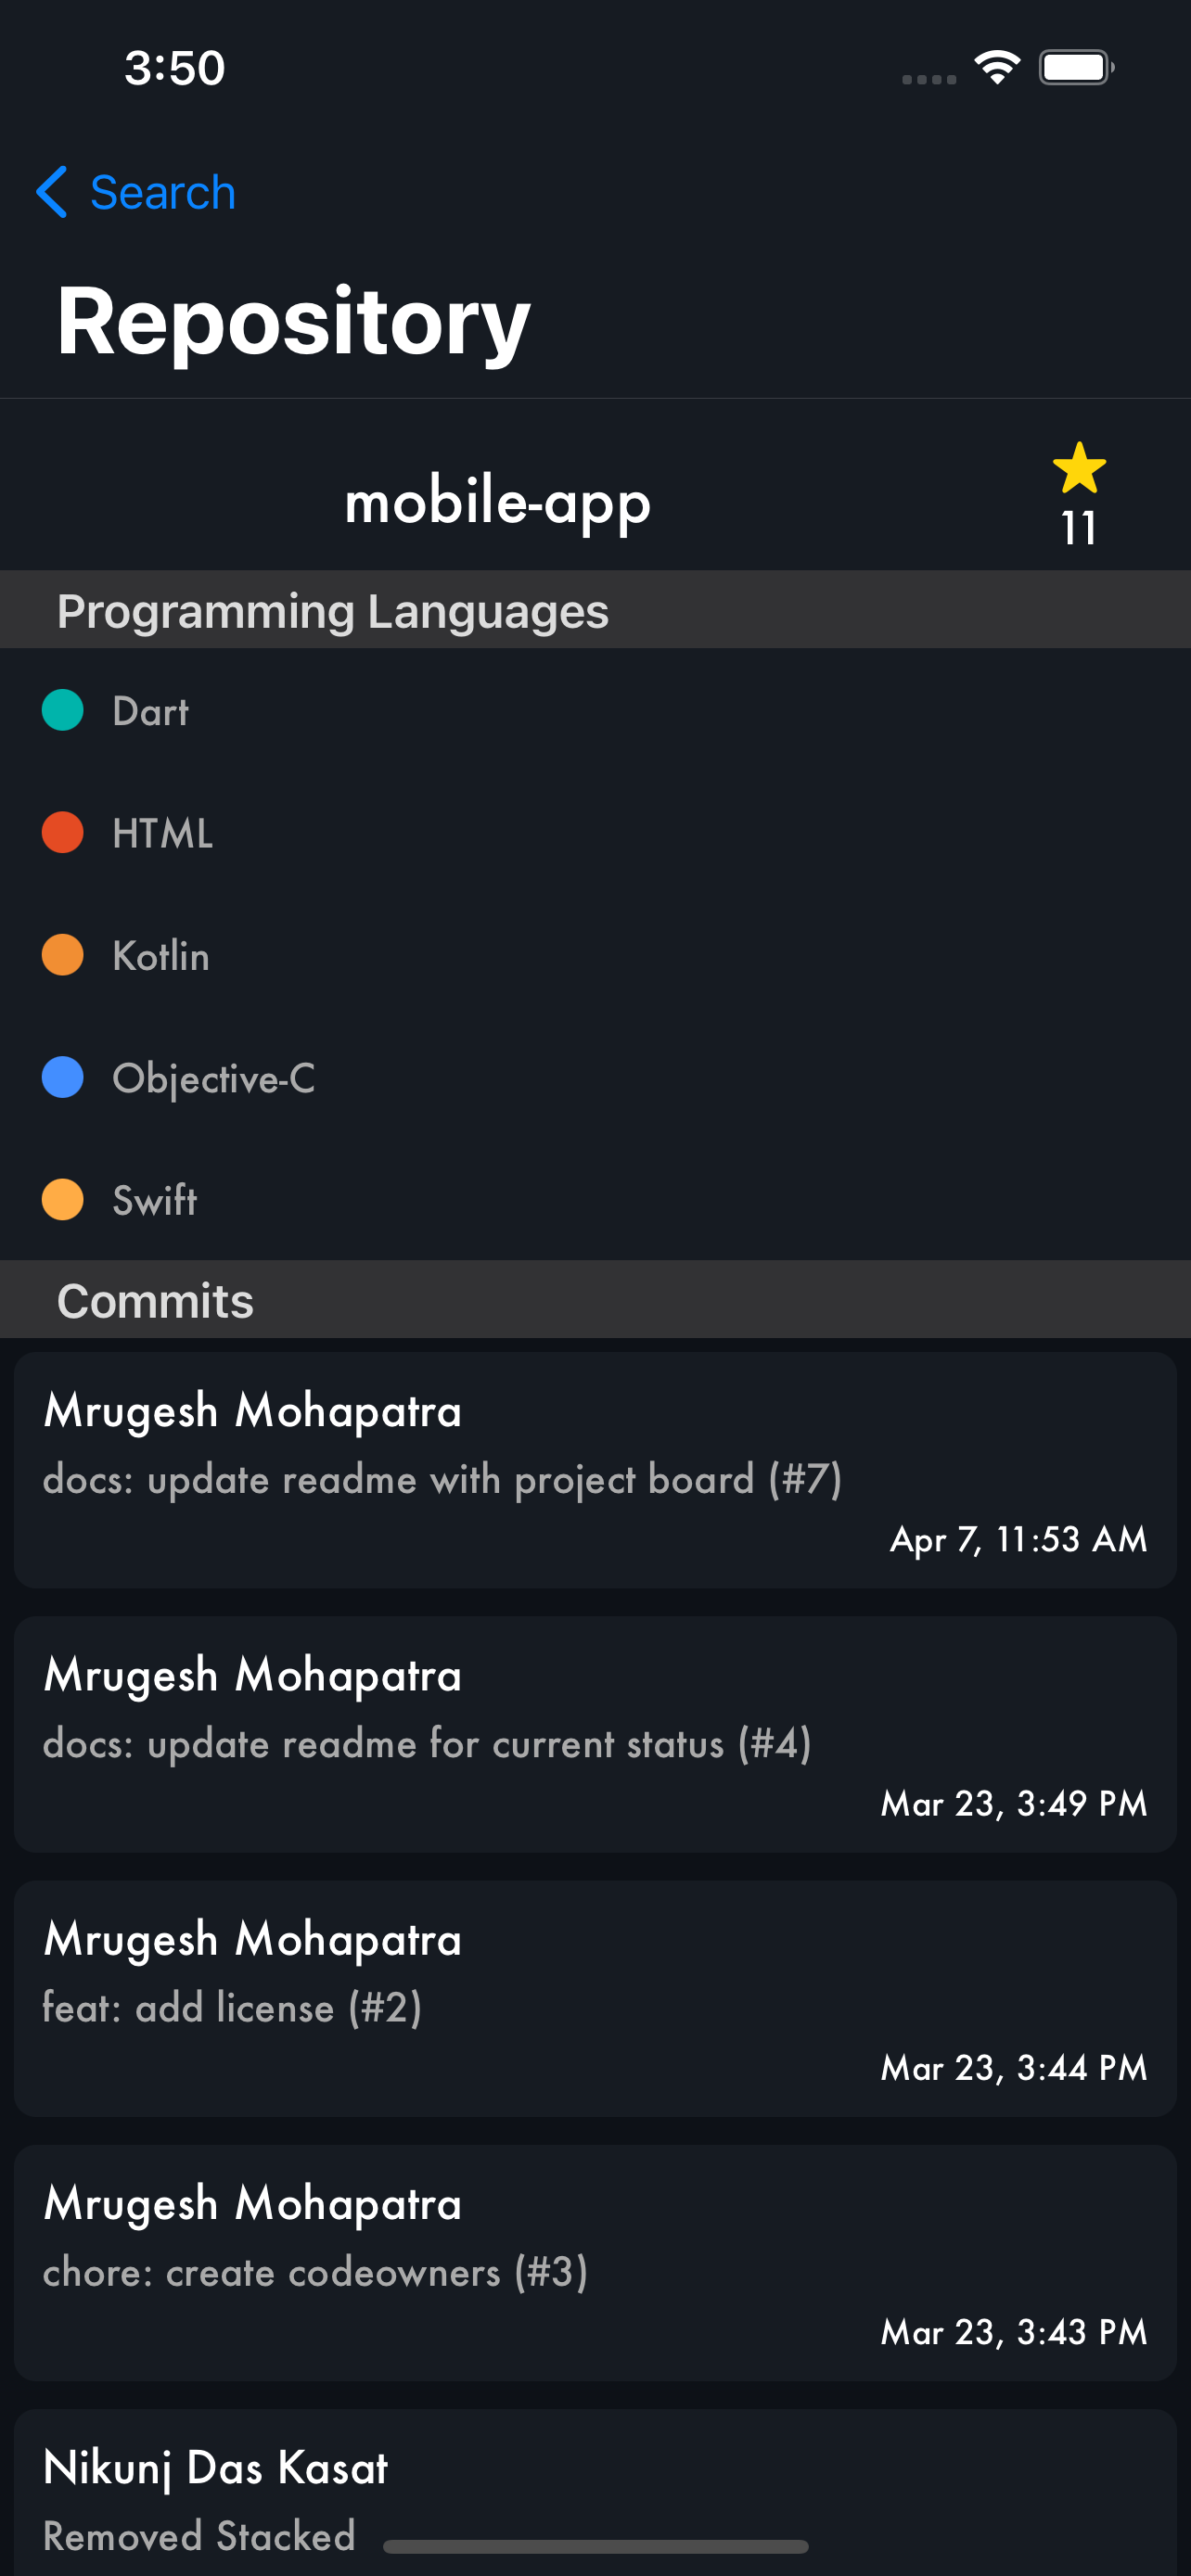 3:50
Search
Repository
mobile-app
11
Programming Languages
Dart
HTML
Kotlin
Objective-C
Swift
Commits
Mrugesh Mohapatra
docs: update readme with project board (#7)
Apr 7, 11:53 AM
Mrugesh Mohapatra
docs: update readme for current status (#4)
Mar 23, 3:49 PM
Mrugesh Mohapatra
feat: add license (#2)
Mar 23, 3:44 PM
Mrugesh Mohapatra
chore: create codeowners (#3)
Mar 23, 3:43 PM
Nikunj Das Kasat
Removed Stacked